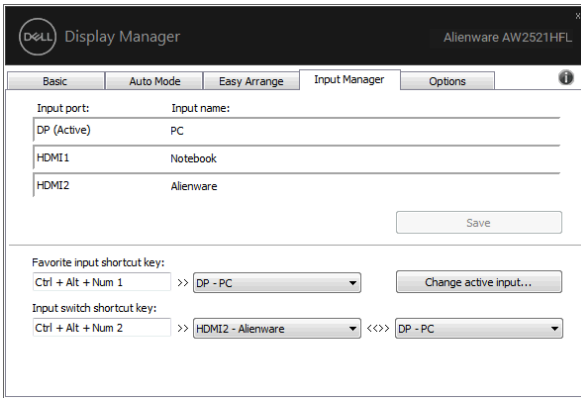 x
DELL Display Manager Alienware AW2521HFL
Basic Auto Mode Easy Arrange Input Manager Options i
Input port: Input name:
DP (Active) PC
HDMI1 Notebook
HDMI2 Alienware
Save
Favorite input shortcut key:
Ctrl + Alt + Num 1 >> DP - PC Change active input...
Input switch shortcut key:
Ctrl + Alt + Num 2 >> HDMI2 - Alienware <<>> DP - PC